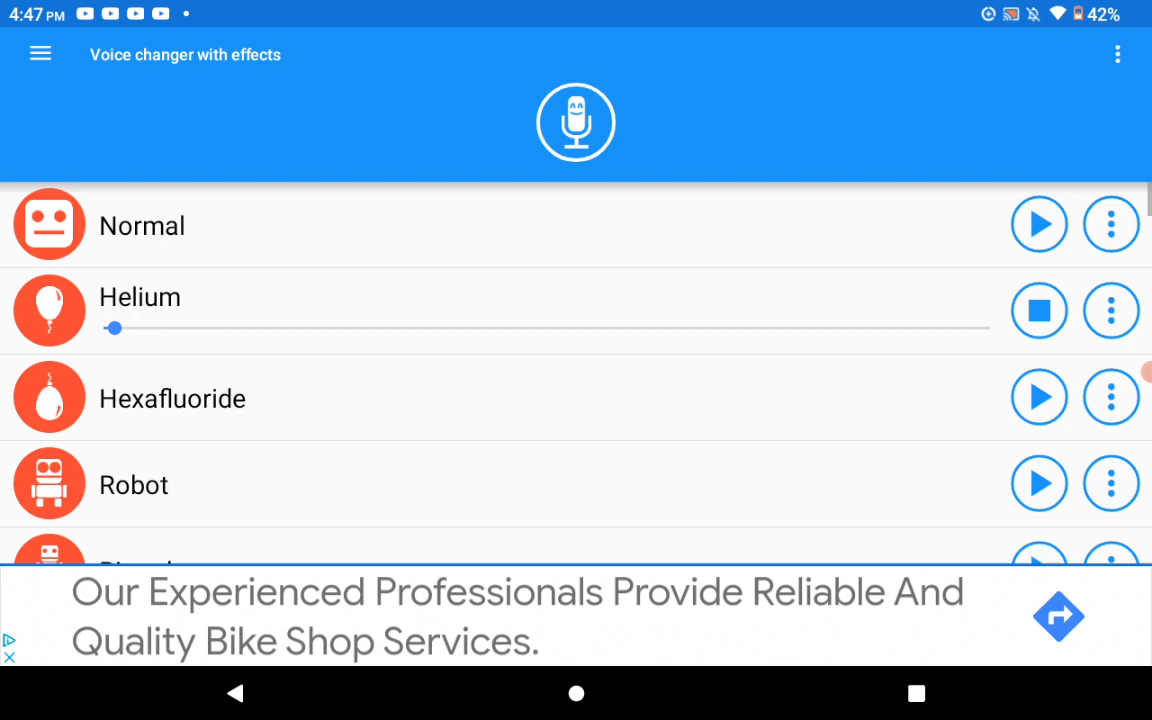 4:47 PM
42%
Voice changer with effects
Normal
Helium
Hexafluoride
Robot
Our Experienced Professionals Provide Reliable And
Quality Bike Shop Services.